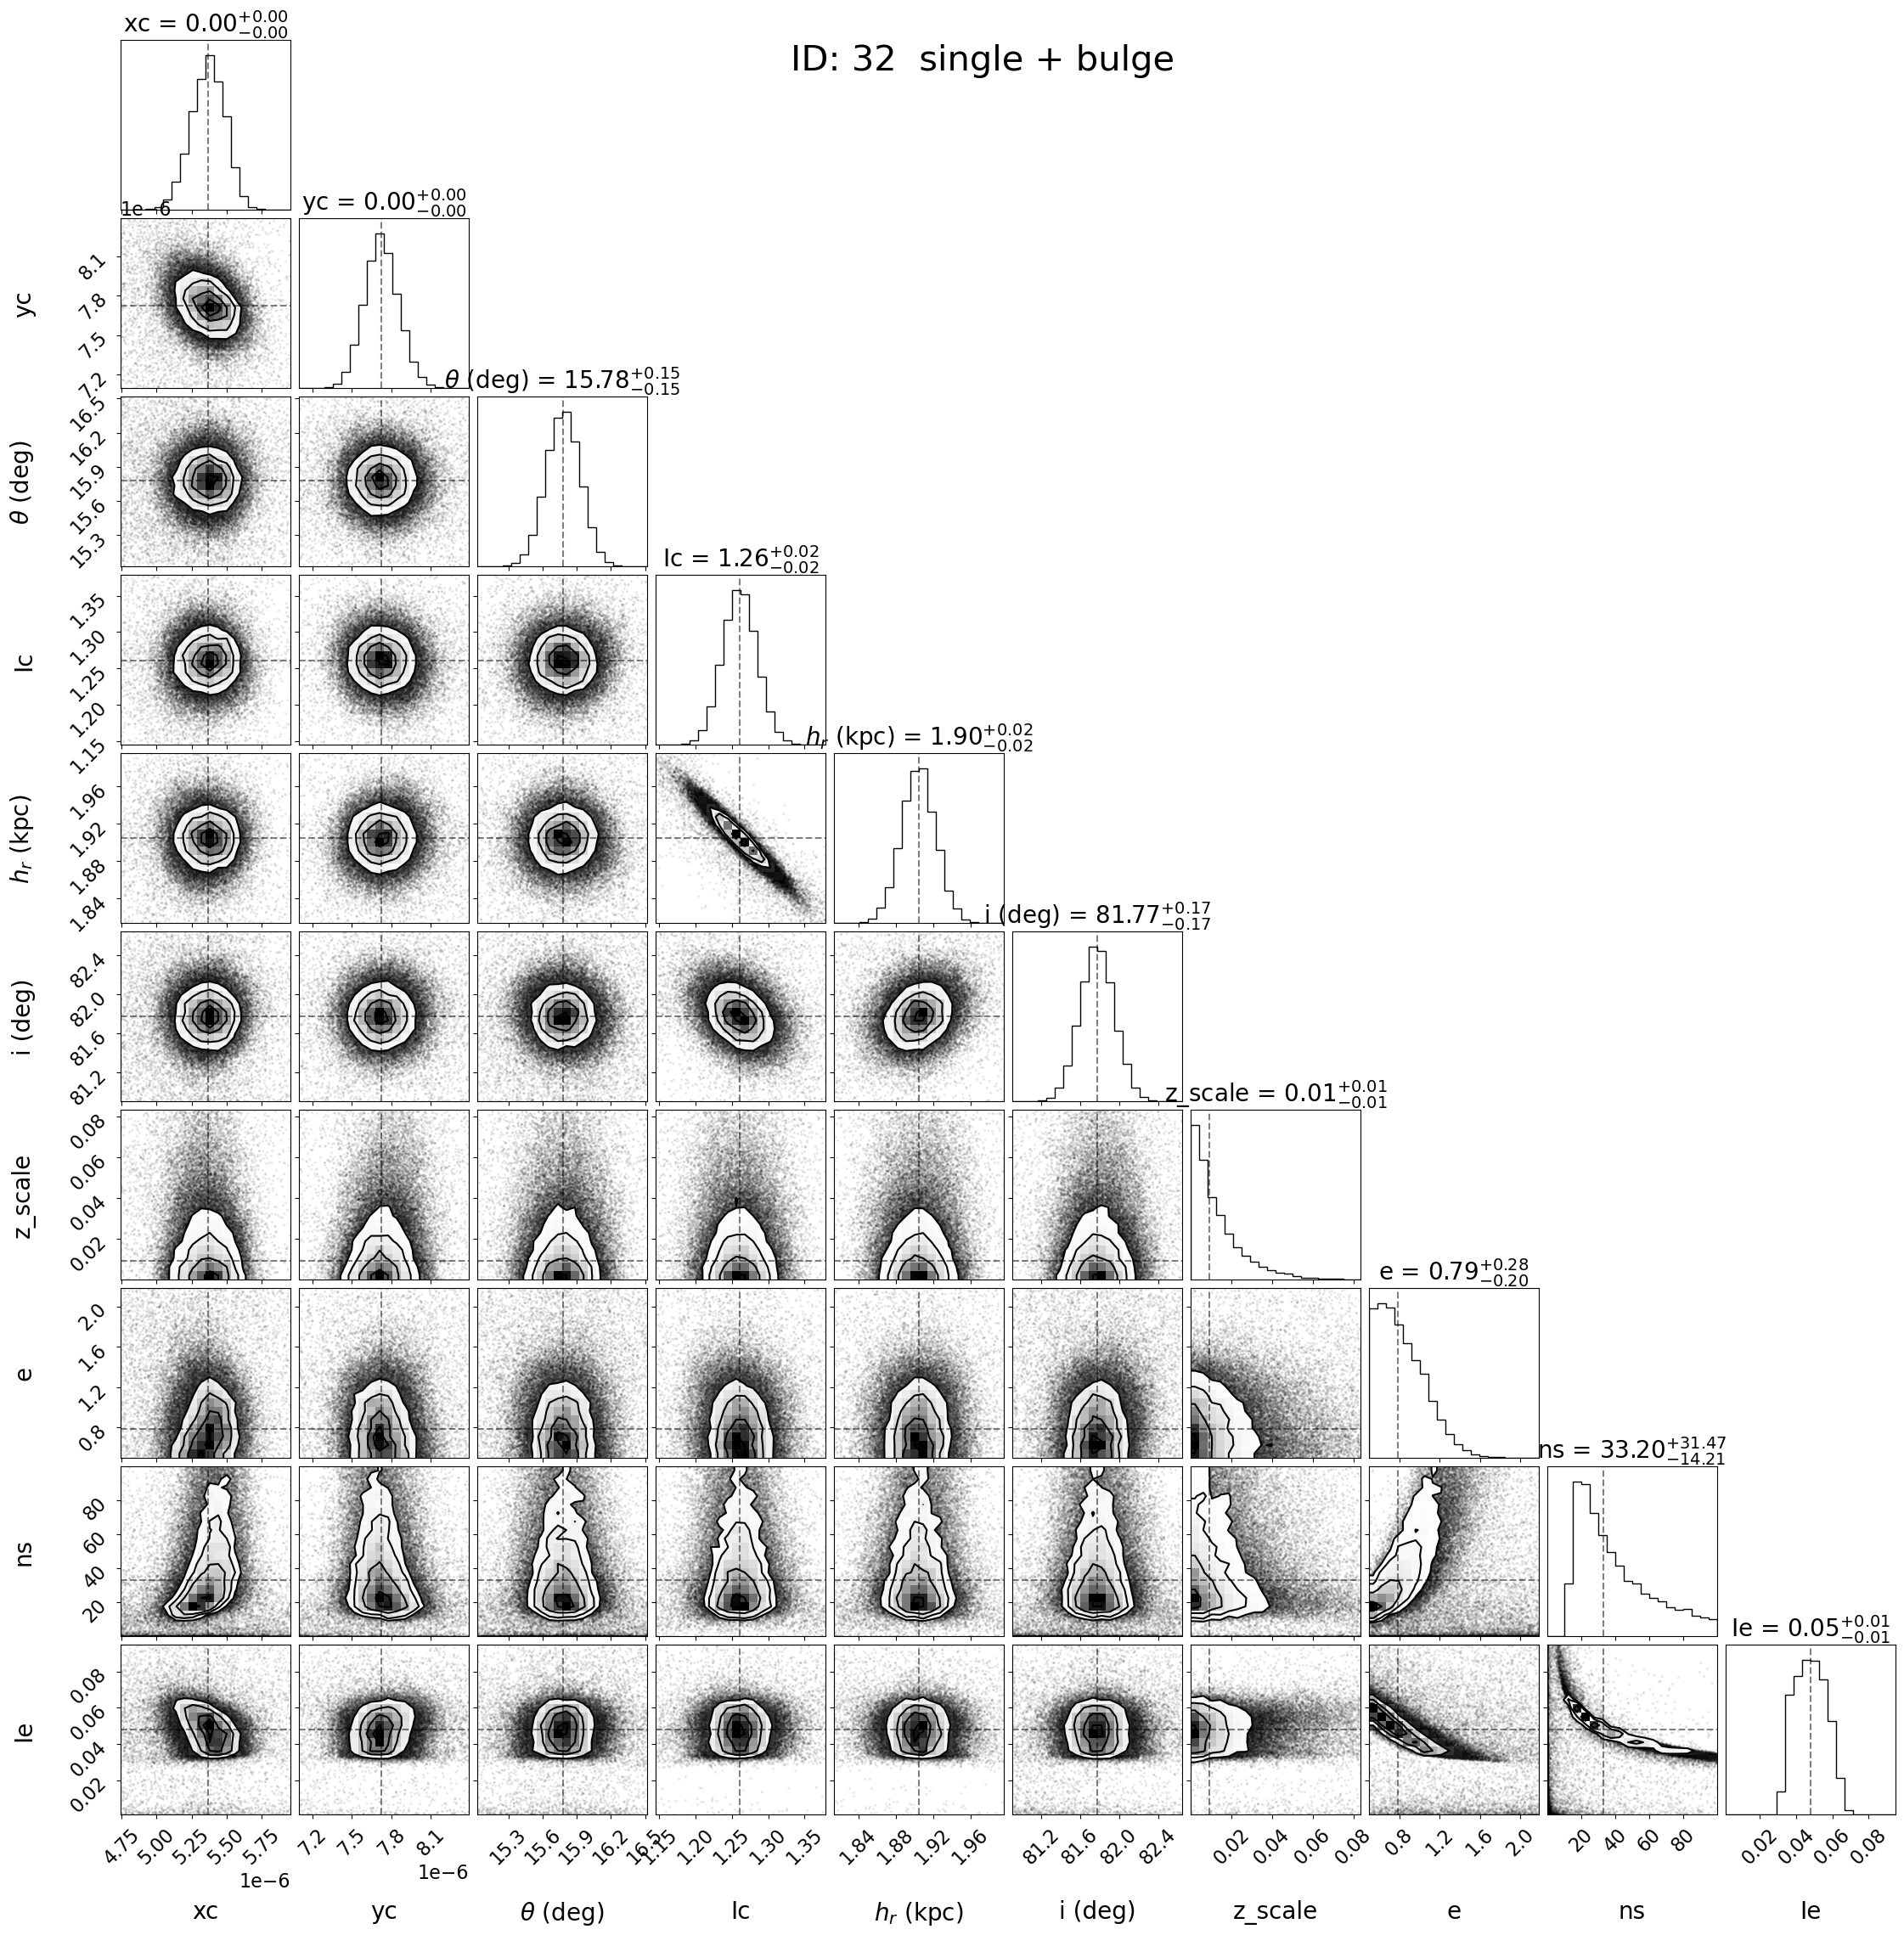 ID: 32  single + bulge
xc = 0.00 +0.00 −0.00
1e−6
yc = 0.00 +0.00 −0.00
yc
8.1
7.8
7.5
7.2
θ (deg) = 15.78 +0.15 −0.15
θ (deg)
16.5
16.2
15.9
15.6
15.3
Ic = 1.26 +0.02 −0.02
Ic
1.35
1.30
1.25
1.20
1.15
h_r (kpc) = 1.90 +0.02 −0.02
h_r (kpc)
1.96
1.92
1.88
1.84
i (deg) = 81.77 +0.17 −0.17
i (deg)
82.4
82.0
81.6
81.2
z_scale = 0.01 +0.01 −0.01
z_scale
0.08
0.06
0.04
0.02
e = 0.79 +0.28 −0.20
e
2.0
1.6
1.2
0.8
ns = 33.20 +31.47 −14.21
ns
80
60
40
20
Ie = 0.05 +0.01 −0.01
Ie
0.08
0.06
0.04
0.02
4.75 5.00 5.25 5.50 5.75
7.2 7.5 7.8 8.1
15.3 15.6 15.9 16.2
1.15 1.20 1.25 1.30 1.35
1.84 1.88 1.92 1.96
81.2 81.6 82.0 82.4
0.02 0.04 0.06 0.08
0.8 1.2 1.6 2.0
20 40 60 80
0.02 0.04 0.06 0.08
1e−6
1e−6
xc yc θ (deg) Ic h_r (kpc) i (deg) z_scale e ns Ie